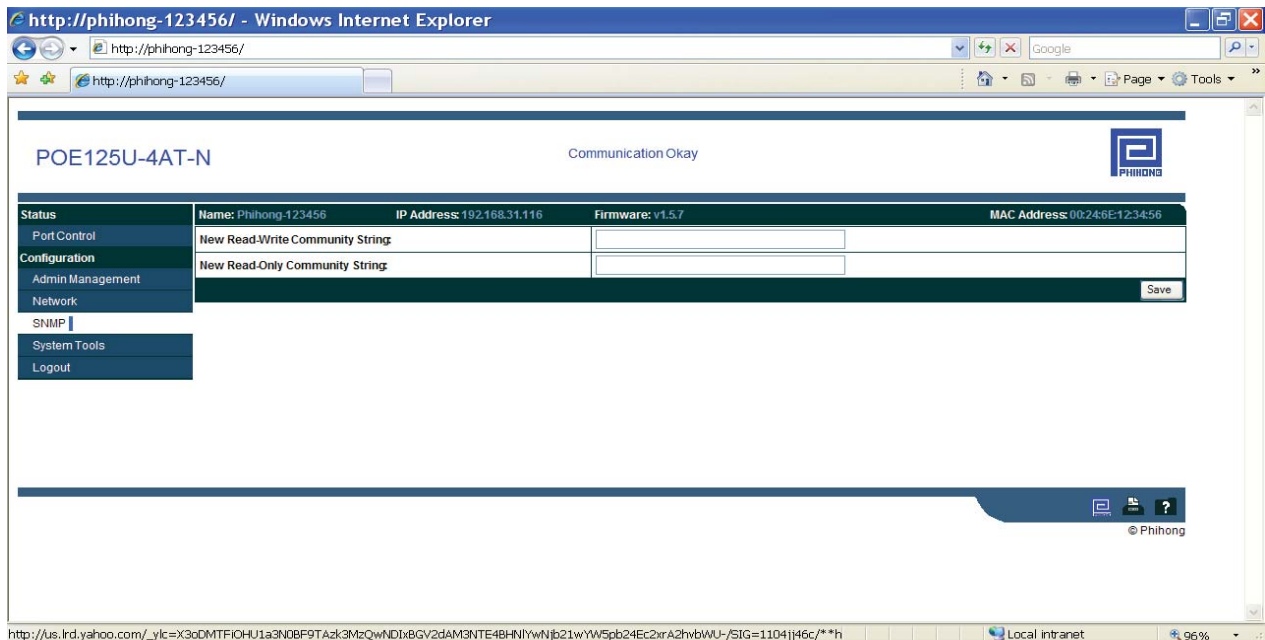 http://phihong-123456/ - Windows Internet Explorer
http://phihong-123456/
Google
http://phihong-123456/
Page
Tools
»
POE125U-4AT-N
Communication Okay
PHIHONG
Status
Name: Phihong-123456 IP Address: 192.168.31.116 Firmware: v1.5.7 MAC Address: 00:24:6E:12:34:56
Port Control
New Read-Write Community String:
Configuration
New Read-Only Community String:
Admin Management
Save
Network
SNMP
System Tools
Logout
?
© Phihong
Local intranet
96%